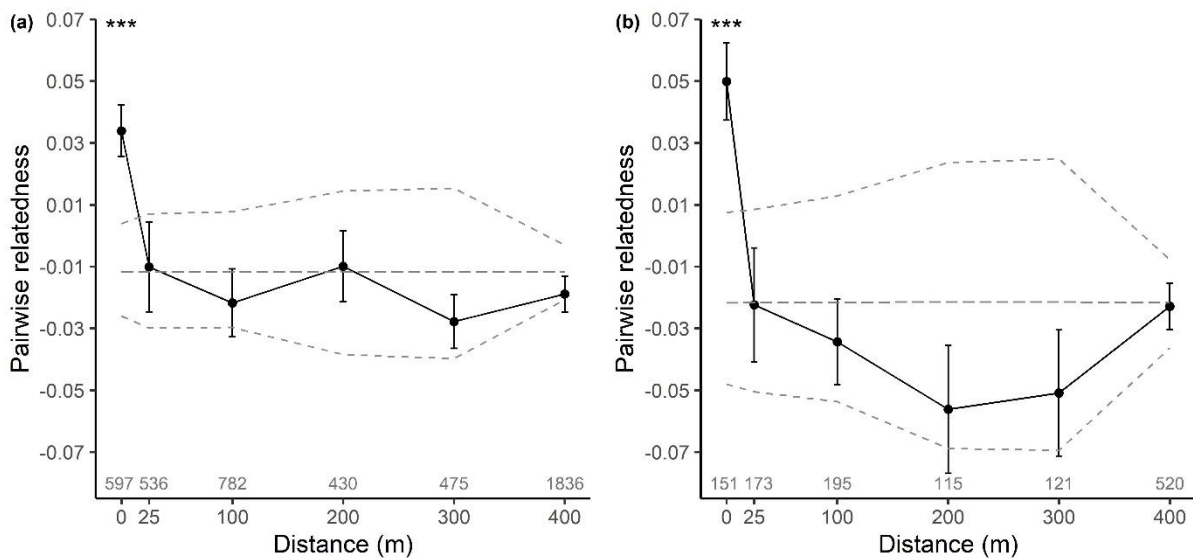 (a)
***
Pairwise relatedness
0.07
0.05
0.03
0.01
-0.01
-0.03
-0.05
-0.07
597 536 782 430 475 1836
0 25 100 200 300 400
Distance (m)
(b)
***
Pairwise relatedness
0.07
0.05
0.03
0.01
-0.01
-0.03
-0.05
-0.07
151 173 195 115 121 520
0 25 100 200 300 400
Distance (m)